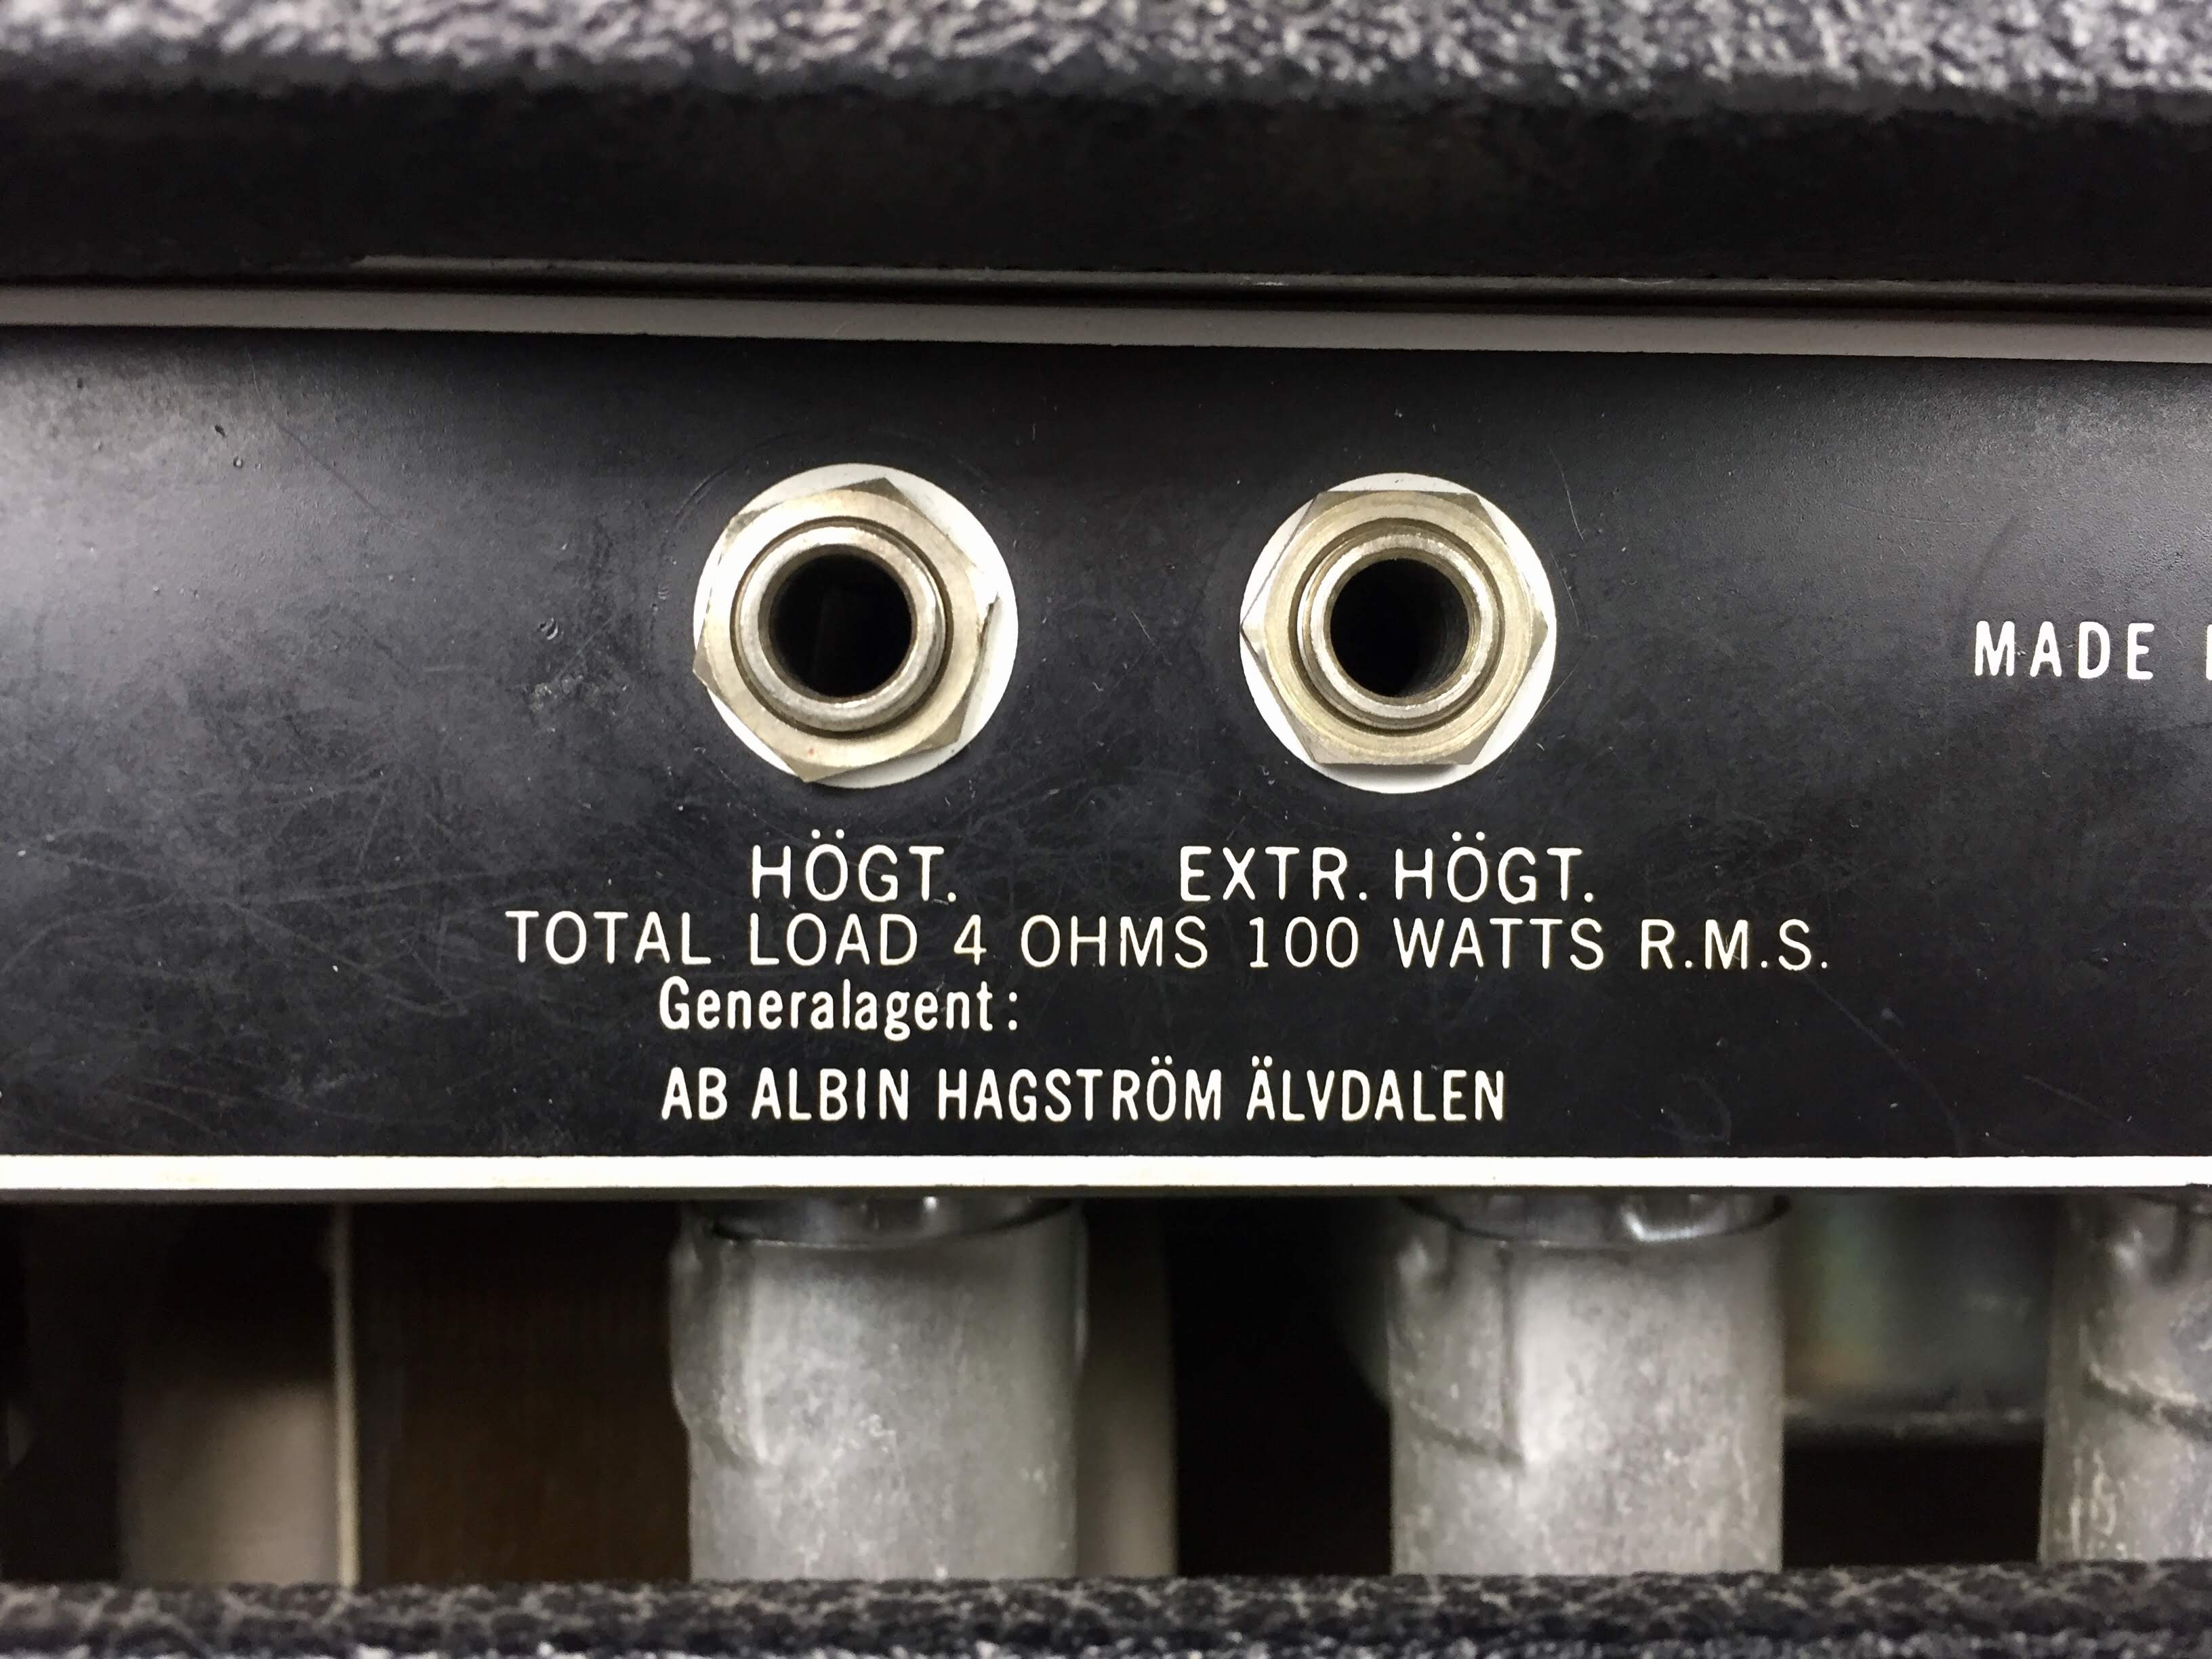 MADE
HÖGT. EXTR. HÖGT.
TOTAL LOAD 4 OHMS 100 WATTS R.M.S.
Generalagent:
AB ALBIN HAGSTRÖM ÄLVDALEN